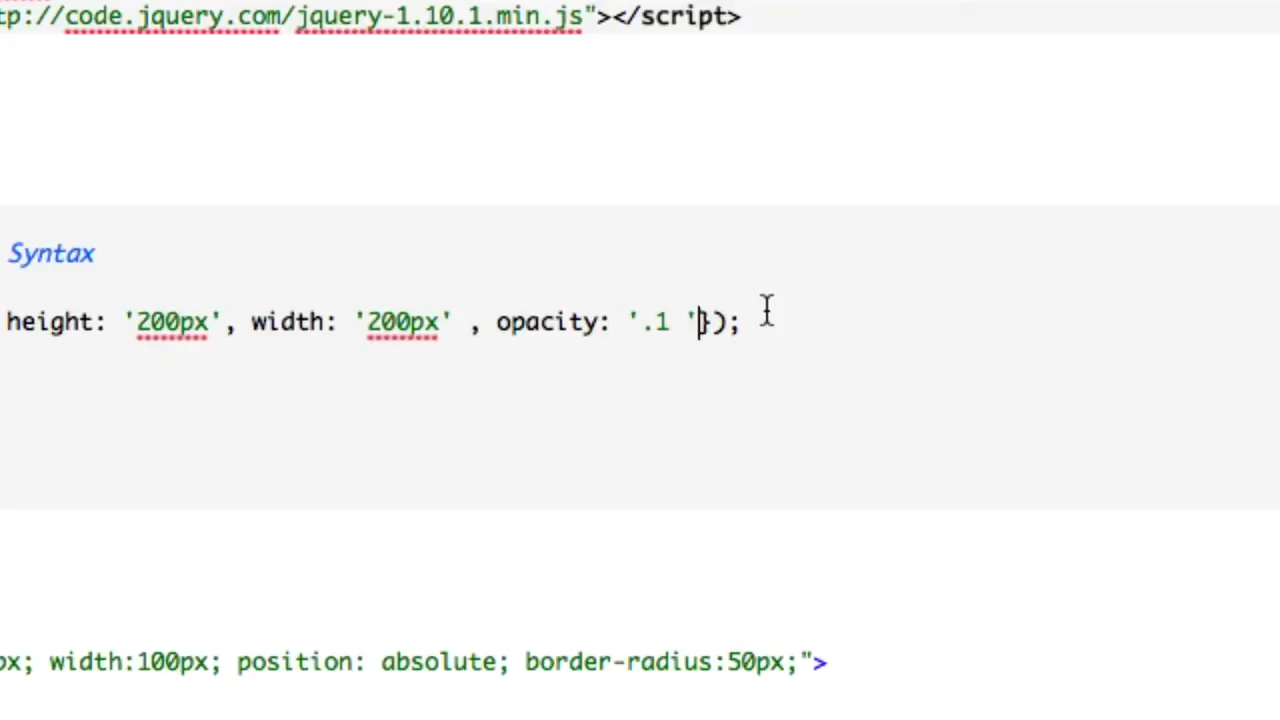 tp://code.jquery.com/jquery-1.10.1.min.js"></script>
Syntax
height: '200px', width: '200px' , opacity: '.1 '});
px; width:100px; position: absolute; border-radius:50px;">